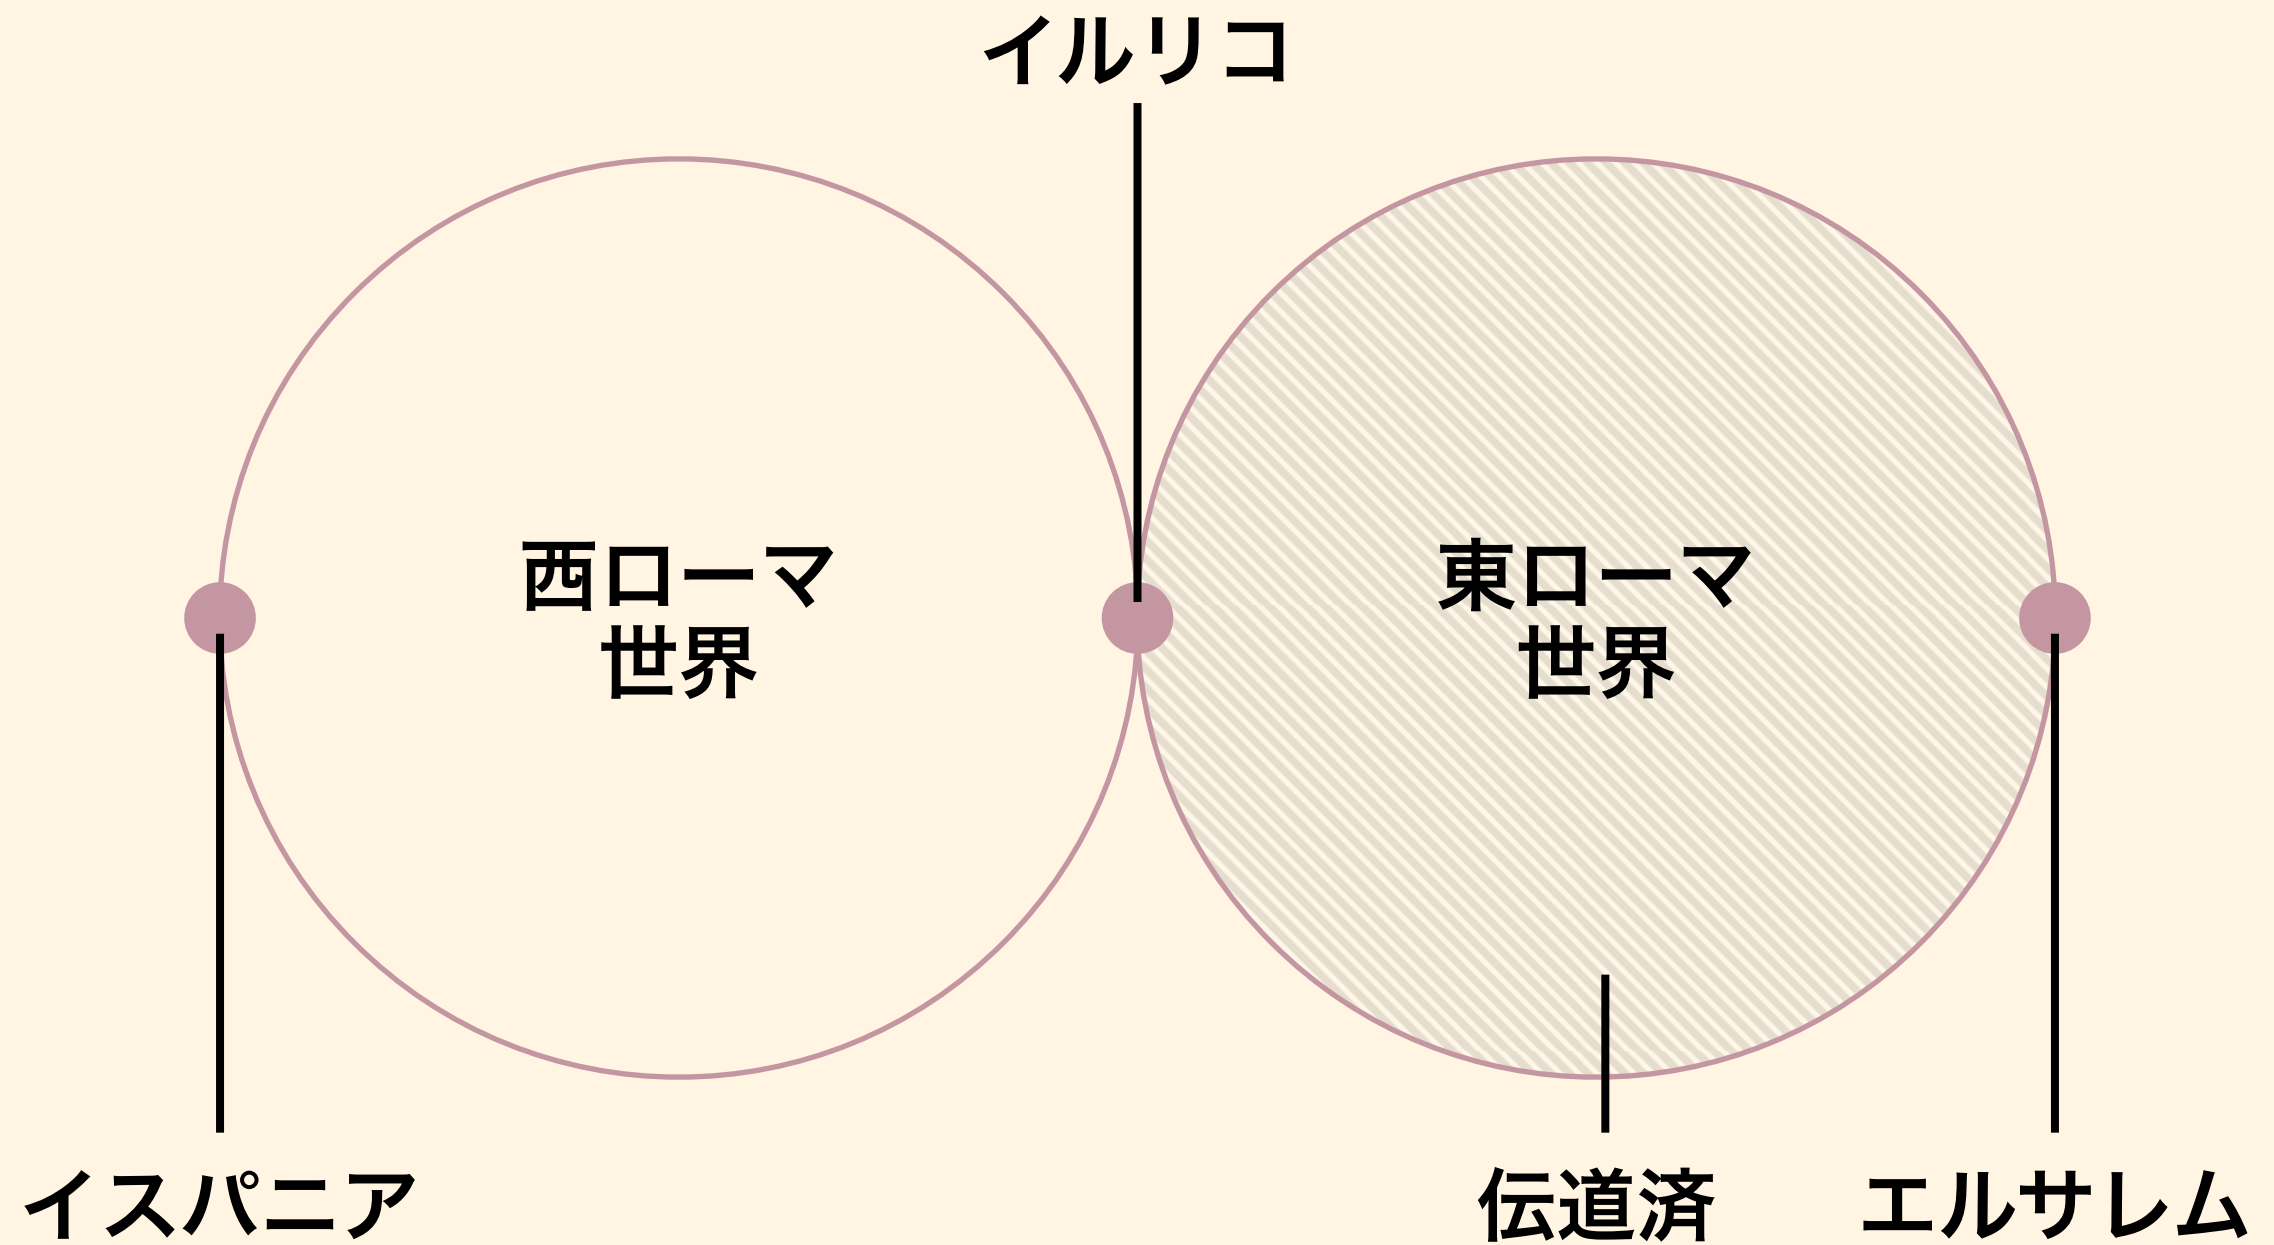 イルリコ
西ローマ
世界
東ローマ
世界
イスパニア
伝道済
エルサレム